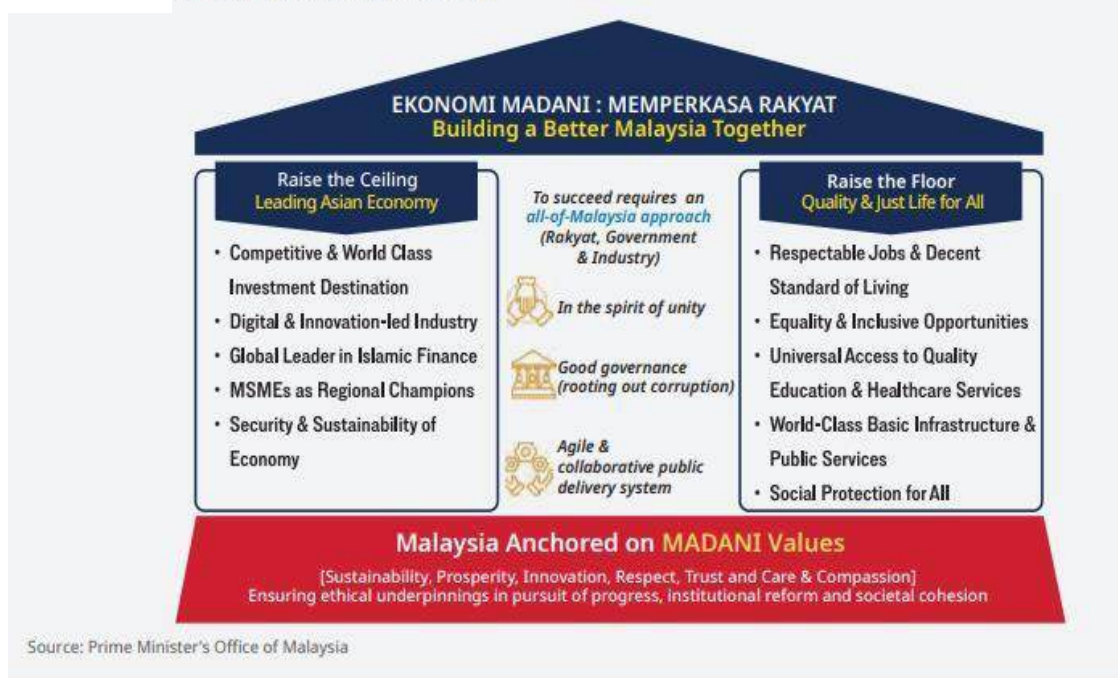 EKONOMI MADANI : MEMPERKASA RAKYAT
Building a Better Malaysia Together
Raise the Ceiling
Leading Asian Economy
• Competitive & World Class
Investment Destination
• Digital & Innovation-led Industry
• Global Leader in Islamic Finance
• MSMEs as Regional Champions
• Security & Sustainability of
Economy
To succeed requires an
all-of-Malaysia approach
(Rakyat, Government
& Industry)
In the spirit of unity
Good governance
(rooting out corruption)
Agile &
collaborative public
delivery system
Raise the Floor
Quality & Just Life for All
• Respectable Jobs & Decent
Standard of Living
• Equality & Inclusive Opportunities
• Universal Access to Quality
Education & Healthcare Services
• World-Class Basic Infrastructure &
Public Services
• Social Protection for All
Malaysia Anchored on MADANI Values
[Sustainability, Prosperity, Innovation, Respect, Trust and Care & Compassion]
Ensuring ethical underpinnings in pursuit of progress, institutional reform and societal cohesion
Source: Prime Minister's Office of Malaysia